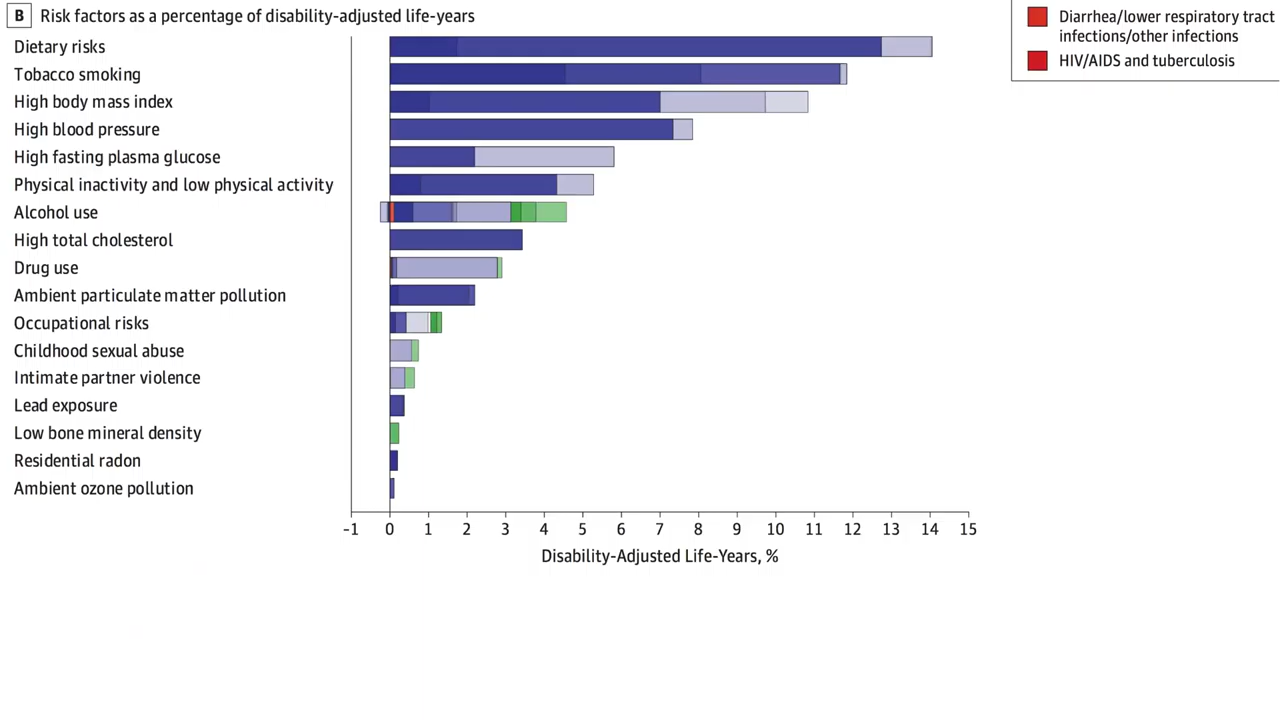 B Risk factors as a percentage of disability-adjusted life-years
Diarrhea/lower respiratory tract
infections/other infections
HIV/AIDS and tuberculosis
Dietary risks
Tobacco smoking
High body mass index
High blood pressure
High fasting plasma glucose
Physical inactivity and low physical activity
Alcohol use
High total cholesterol
Drug use
Ambient particulate matter pollution
Occupational risks
Childhood sexual abuse
Intimate partner violence
Lead exposure
Low bone mineral density
Residential radon
Ambient ozone pollution
-1 0 1 2 3 4 5 6 7 8 9 10 11 12 13 14 15
Disability-Adjusted Life-Years, %